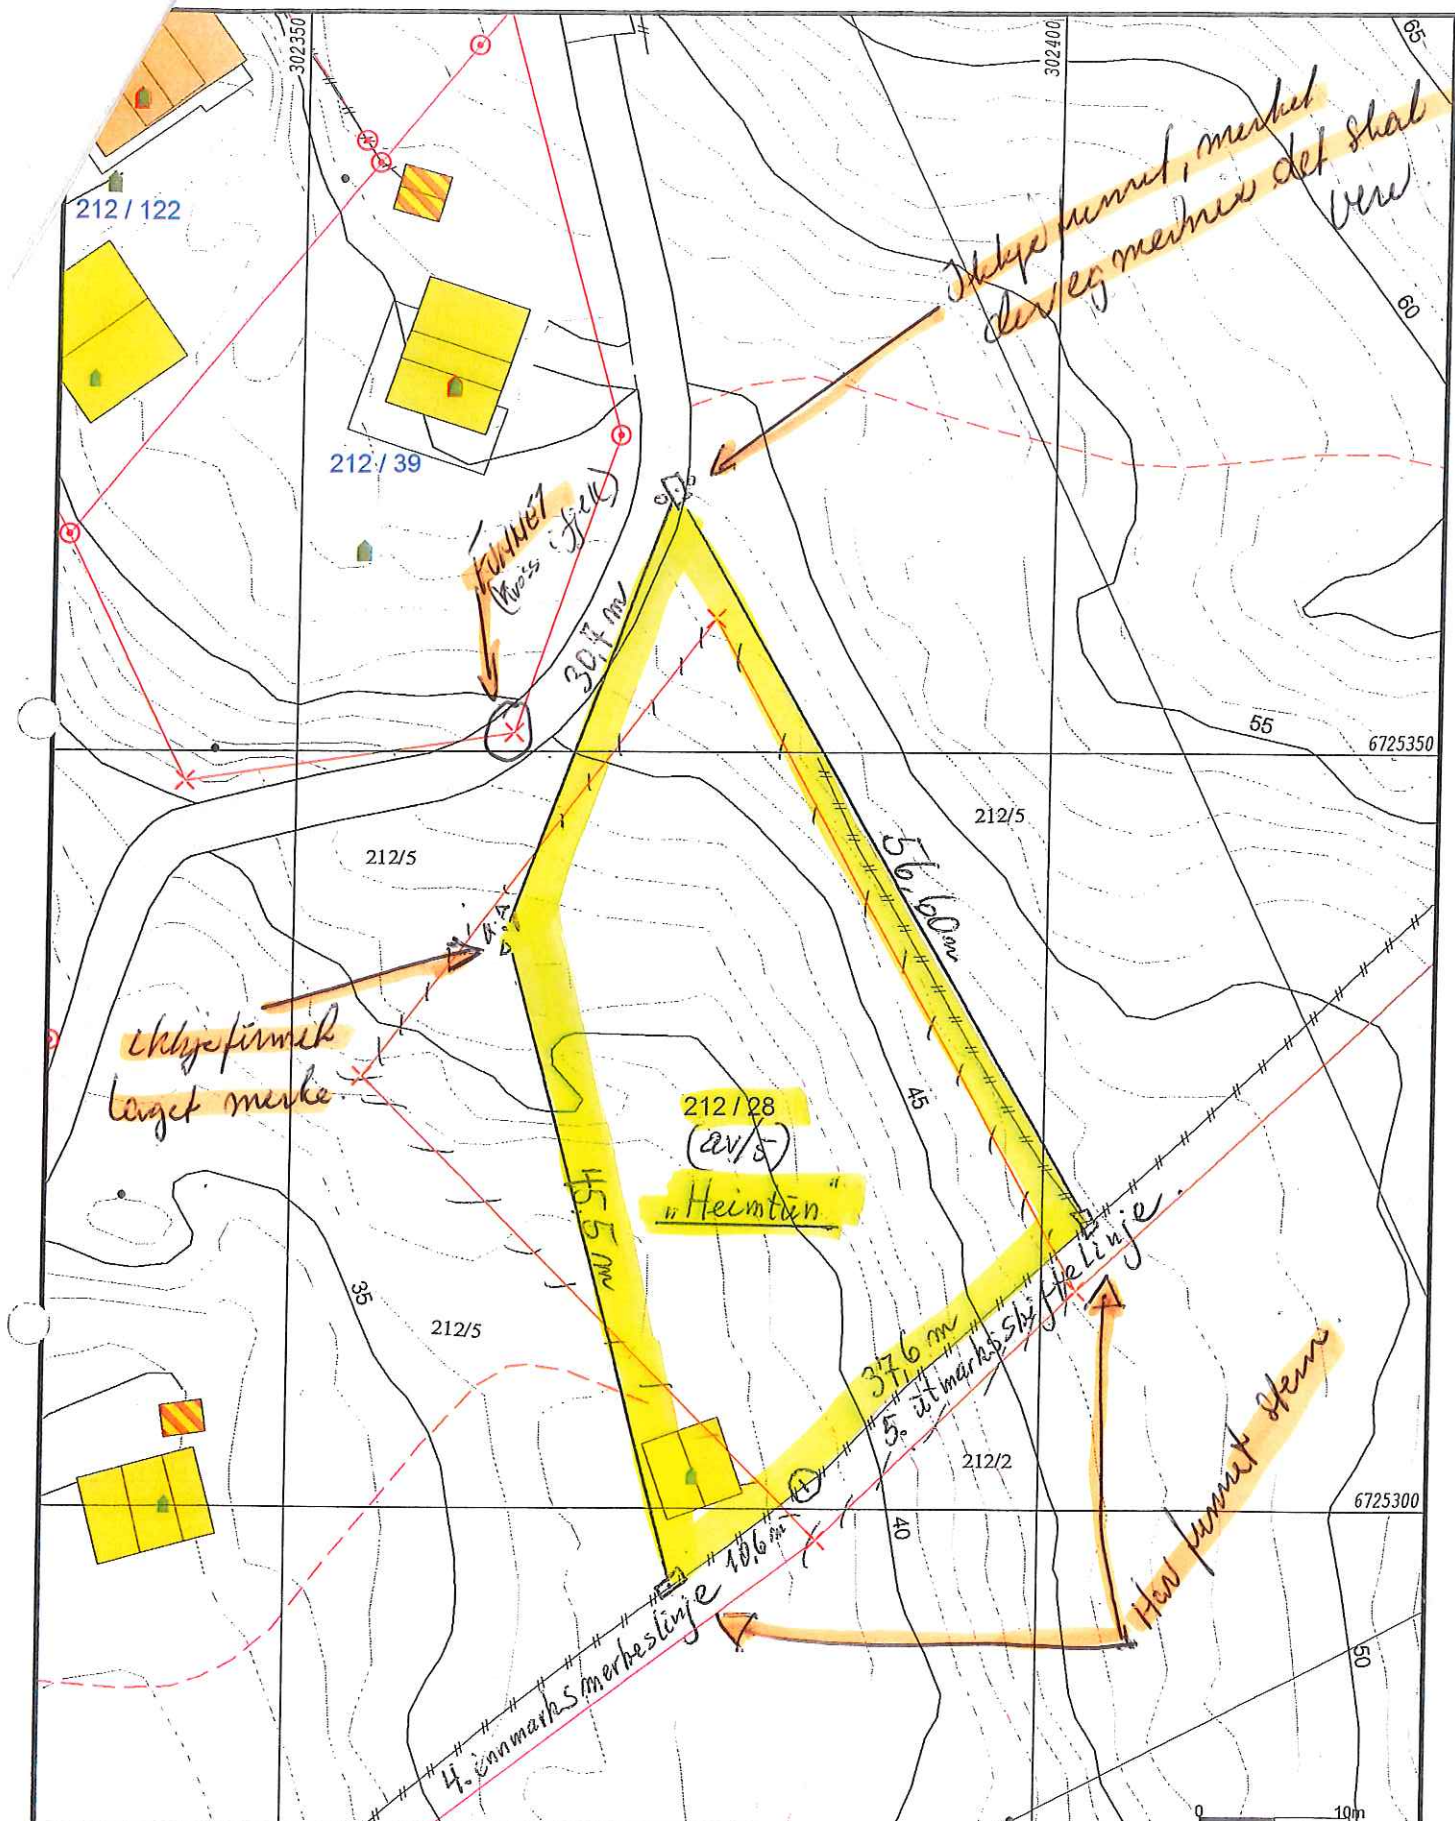 302350
302400
65
Ikkje funnet, merket
der eg meiner det skal
vere
212 / 122
60
212 / 39
FUNNET
(kross i fjell)
30,4 m
55
6725350
212/5
212/5
56,60m
ikkje funnet
laget merke
45
212 / 28
(av/5)
"Heimtun"
45.5 m
35
212/5
37,6 m
5. utmarksskiftelinje.
212/2
Har funnet stein
6725300
40
10,6 m
4. innmarksmerkeslinje
50
0 10m